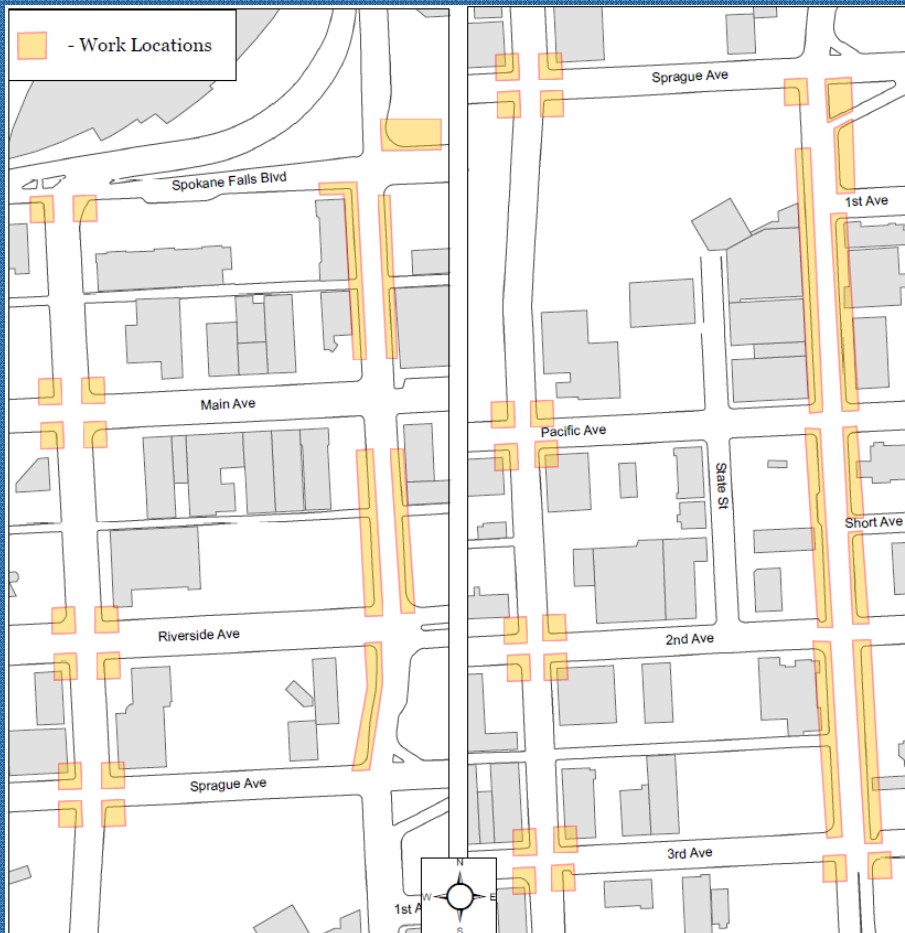 - Work Locations
Spokane Falls Blvd
Main Ave
Riverside Ave
Sprague Ave
1st A
Sprague Ave
1st Ave
Pacific Ave
State St
Short Ave
2nd Ave
3rd Ave
N
W
E
S